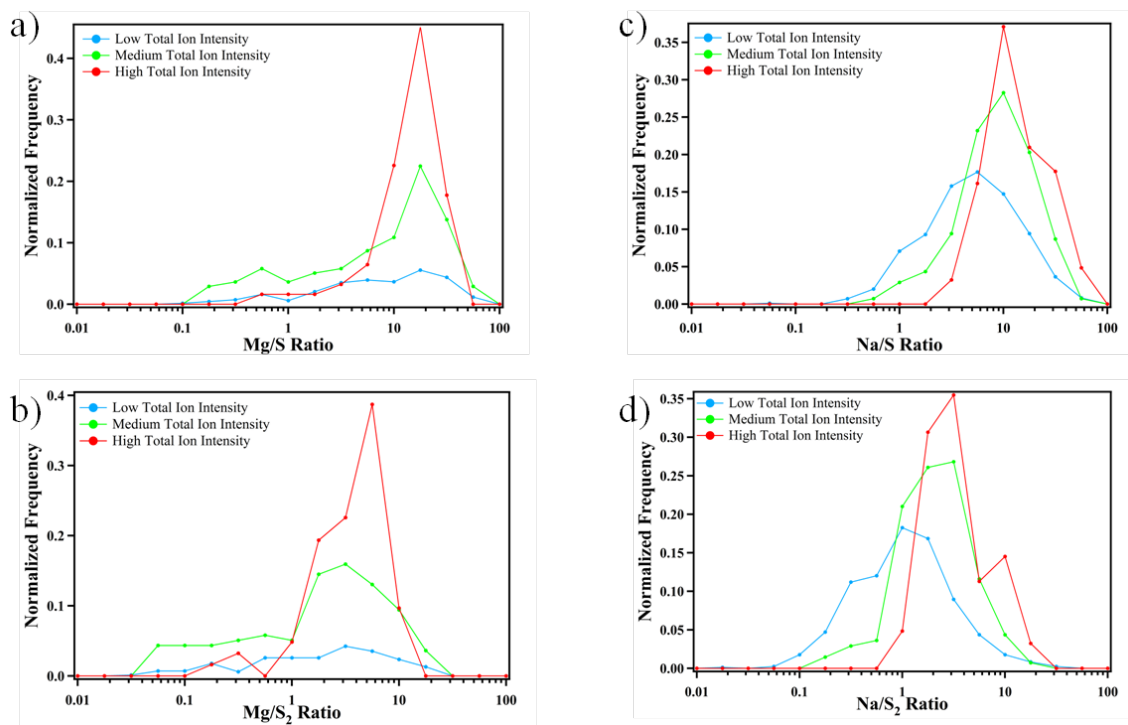 a)
Normalized Frequency
0.4
0.3
0.2
0.1
0.0
Low Total Ion Intensity
Medium Total Ion Intensity
High Total Ion Intensity
0.01 0.1 1 10 100
Mg/S Ratio
c)
Normalized Frequency
0.35
0.30
0.25
0.20
0.15
0.10
0.05
0.00
Low Total Ion Intensity
Medium Total Ion Intensity
High Total Ion Intensity
0.01 0.1 1 10 100
Na/S Ratio
b)
Normalized Frequency
0.4
0.3
0.2
0.1
0.0
Low Total Ion Intensity
Medium Total Ion Intensity
High Total Ion Intensity
0.01 0.1 1 10 100
Mg/S₂ Ratio
d)
Normalized Frequency
0.35
0.30
0.25
0.20
0.15
0.10
0.05
0.00
Low Total Ion Intensity
Medium Total Ion Intensity
High Total Ion Intensity
0.01 0.1 1 10 100
Na/S₂ Ratio